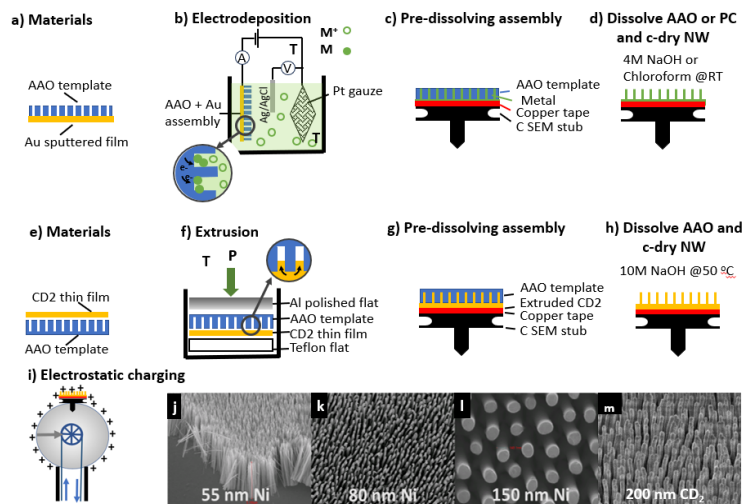 a) Materials
AAO template
Au sputtered film
b) Electrodeposition
M⁺
M
T
A
V
Ag/AgCl
Pt gauze
AAO + Au
assembly
T
e-
e-
c) Pre-dissolving assembly
AAO template
Metal
Copper tape
C SEM stub
d) Dissolve AAO or PC
and c-dry NW
4M NaOH or
Chloroform @RT
e) Materials
CD2 thin film
AAO template
f) Extrusion
T
P
Al polished flat
AAO template
CD2 thin film
Teflon flat
g) Pre-dissolving assembly
AAO template
Extruded CD2
Copper tape
C SEM stub
h) Dissolve AAO and
c-dry NW
10M NaOH @50 ºC
i) Electrostatic charging
j
55 nm Ni
k
80 nm Ni
l
150 nm Ni
m
200 nm CD₂